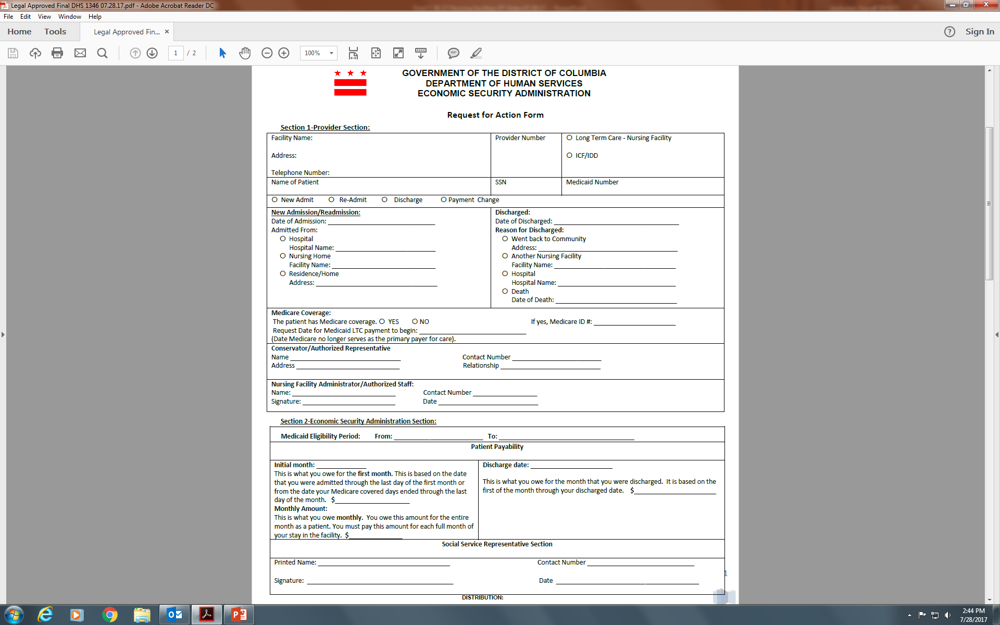 Legal Approved Final DHS 1346 07.28.17.pdf - Adobe Acrobat Reader DC
File Edit View Window Help
Home Tools Legal Approved Fin... × ? Sign In
1 / 2 100%
GOVERNMENT OF THE DISTRICT OF COLUMBIA
DEPARTMENT OF HUMAN SERVICES
ECONOMIC SECURITY ADMINISTRATION
Request for Action Form
Section 1-Provider Section:
Facility Name: Provider Number Long Term Care - Nursing Facility
Address: ICF/IDD
Telephone Number:
Name of Patient SSN Medicaid Number
New Admit Re-Admit Discharge Payment Change
New Admission/Readmission:
Date of Admission: ____________________
Admitted From:
Hospital
Hospital Name: ____________________
Nursing Home
Facility Name: ____________________
Residence/Home
Address: ____________________
Discharged:
Date of Discharged: ____________________
Reason for Discharged:
Went back to Community
Address: ____________________
Another Nursing Facility
Facility Name: ____________________
Hospital
Hospital Name: ____________________
Death
Date of Death: ____________________
Medicare Coverage:
The patient has Medicare coverage. YES NO If yes, Medicare ID #: ____________________
Request Date for Medicaid LTC payment to begin: ____________________
(Date Medicare no longer serves as the primary payer for care).
Conservator/Authorized Representative
Name ____________________ Contact Number ____________________
Address ____________________ Relationship ____________________
Nursing Facility Administrator/Authorized Staff:
Name: ____________________ Contact Number ____________________
Signature: ____________________ Date ____________________
Section 2-Economic Security Administration Section:
Medicaid Eligibility Period: From: ____________________ To: ____________________
Patient Payability
Initial month: ____________________
This is what you owe for the first month. This is based on the date
that you were admitted through the last day of the first month or
from the date your Medicare covered days ended through the last
day of the month. $____________________
Monthly Amount:
This is what you owe monthly. You owe this amount for the entire
month as a patient. You must pay this amount for each full month of
your stay in the facility. $____________________
Discharge date: ____________________
This is what you owe for the month that you were discharged. It is based on the
first of the month through your discharged date. $____________________
Social Service Representative Section
Printed Name: ____________________ Contact Number ____________________
1
Signature: ____________________ Date ____________________
DISTRIBUTION:
2:44 PM
7/28/2017